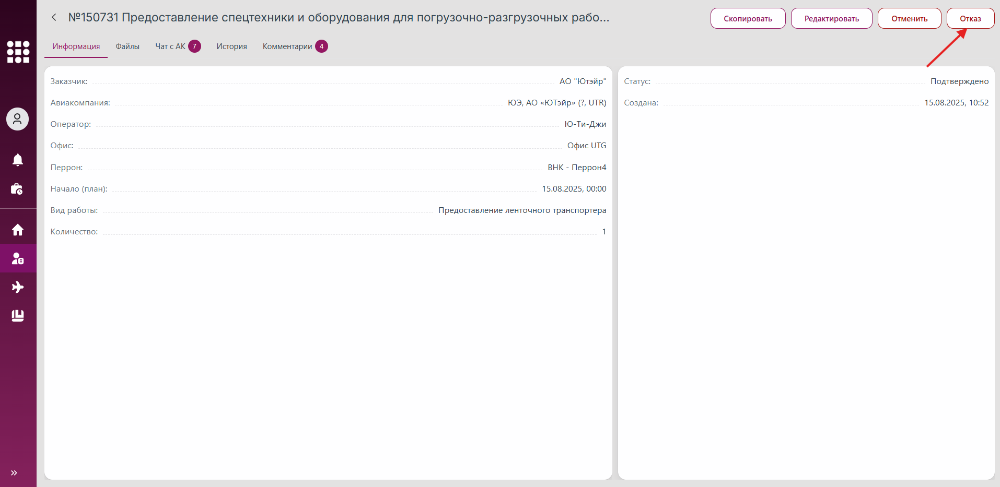 №150731 Предоставление спецтехники и оборудования для погрузочно-разгрузочных рабо...
Скопировать
Редактировать
Отменить
Отказ
Информация
Файлы
Чат с АК 7
История
Комментарии 4
Заказчик: АО "Ютэйр"
Авиакомпания: ЮЭ, АО «ЮТэйр» (?, UTR)
Оператор: Ю-Ти-Джи
Офис: Офис UTG
Перрон: ВНК - Перрон4
Начало (план): 15.08.2025, 00:00
Вид работы: Предоставление ленточного транспортера
Количество: 1
Статус: Подтверждено
Создана: 15.08.2025, 10:52